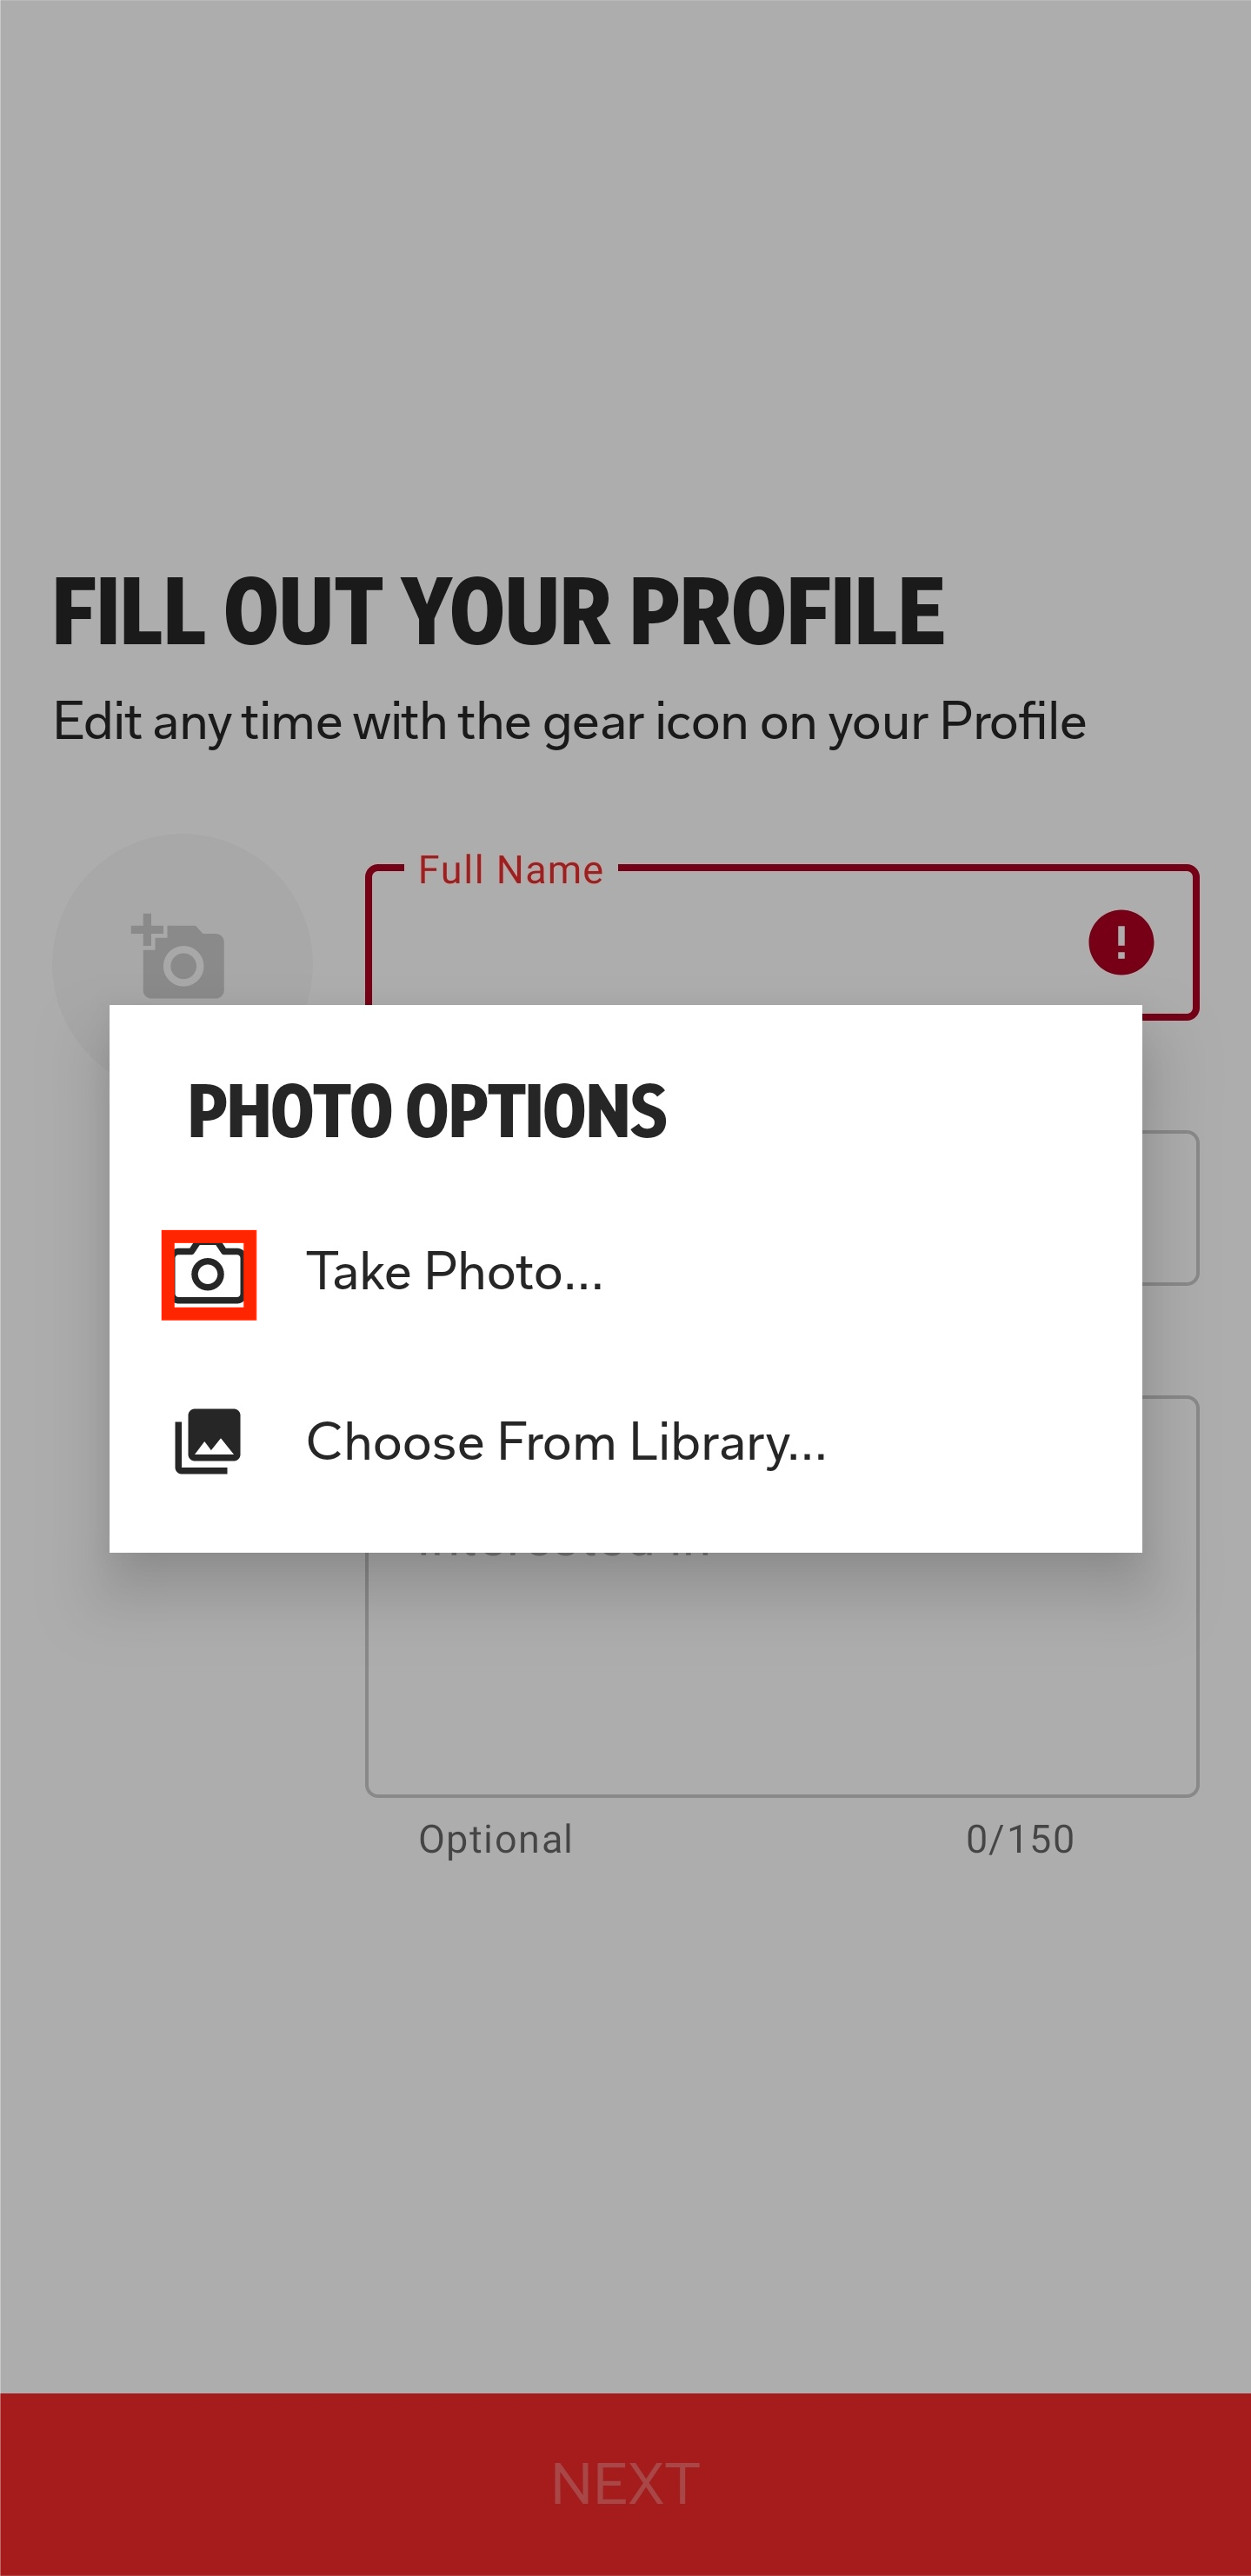 FILL OUT YOUR PROFILE
Edit any time with the gear icon on your Profile
Full Name
PHOTO OPTIONS
Take Photo...
Choose From Library...
Optional
0/150
NEXT